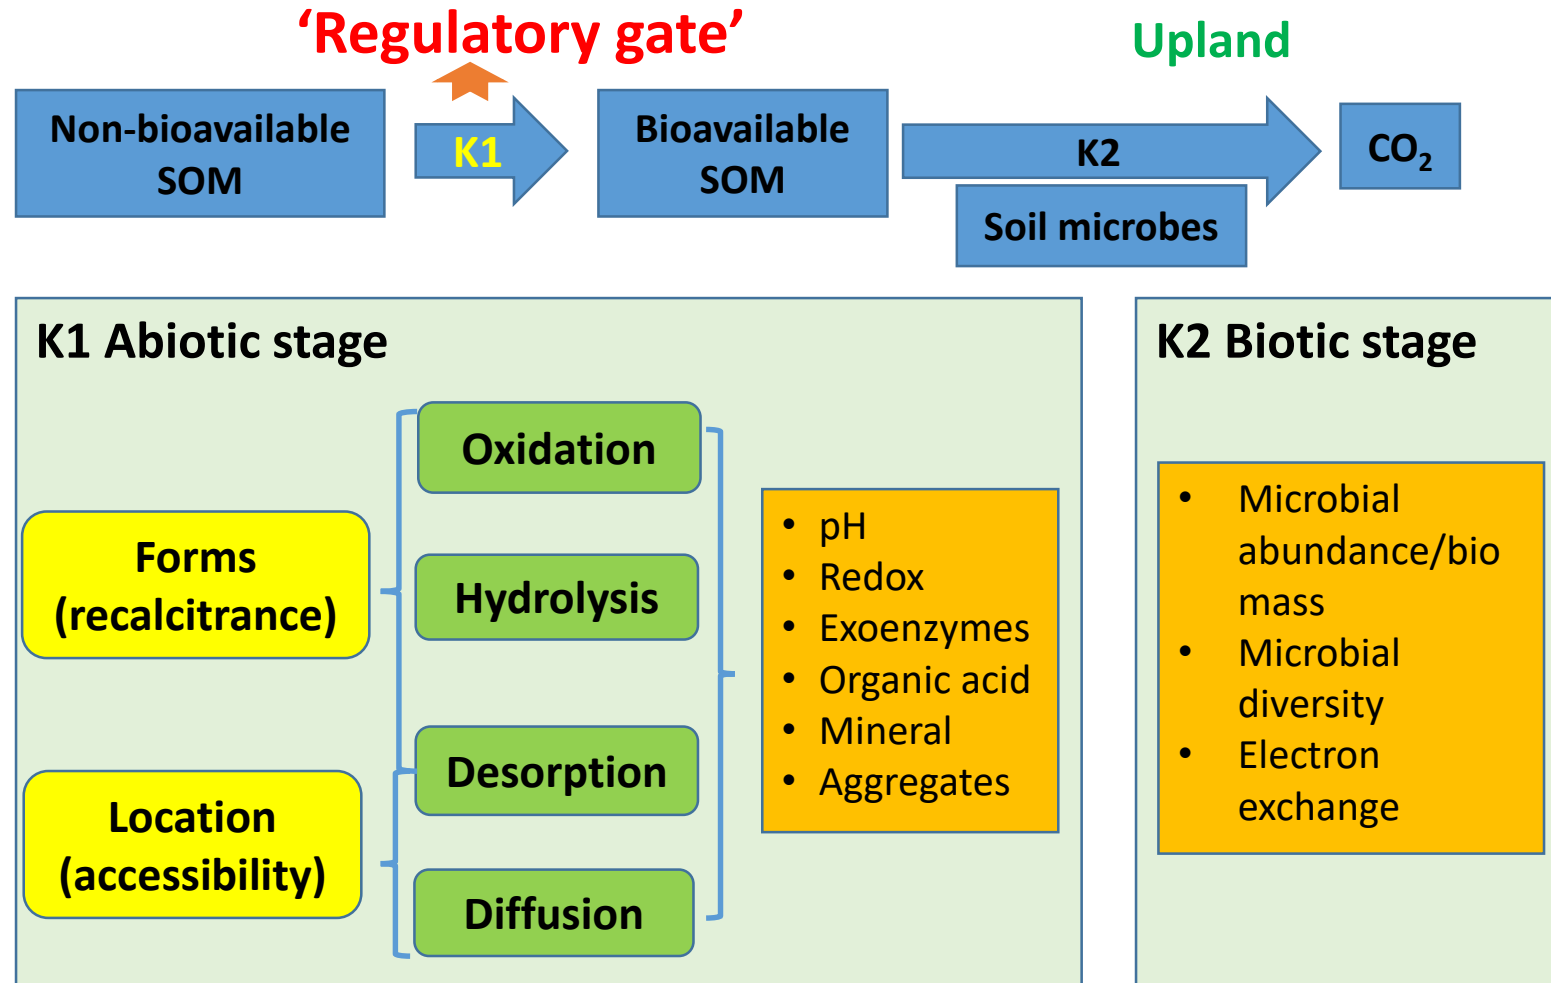 ‘Regulatory gate’
Upland
Non-bioavailable
SOM
K1
Bioavailable
SOM
K2
CO2
Soil microbes
K1 Abiotic stage
Forms
(recalcitrance)
Location
(accessibility)
Oxidation
Hydrolysis
Desorption
Diffusion
• pH
• Redox
• Exoenzymes
• Organic acid
• Mineral
• Aggregates
K2 Biotic stage
• Microbial
abundance/bio
mass
• Microbial
diversity
• Electron
exchange